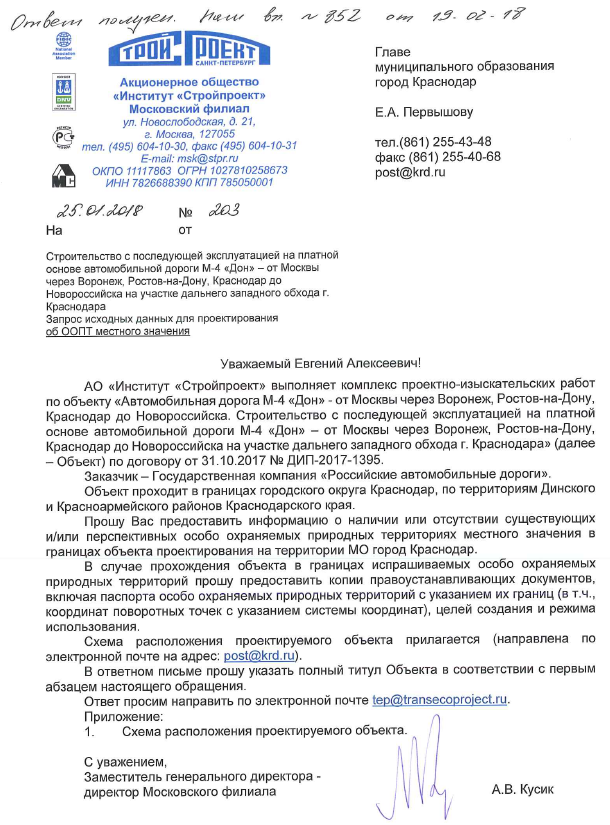 Ответ получен. Наш вх. №852 от 19-02-18
СТРОЙПРОЕКТ
САНКТ-ПЕТЕРБУРГ
FIDIC
National
Association
Member
Акционерное общество
«Институт «Стройпроект»
Московский филиал
ул. Новослободская, д. 21,
г. Москва, 127055
тел. (495) 604-10-30, факс (495) 604-10-31
E-mail: msk@stpr.ru
ОКПО 11117863 ОГРН 1027810258673
ИНН 7826688390 КПП 785050001
Главе
муниципального образования
город Краснодар
Е.А. Первышову
тел.(861) 255-43-48
факс (861) 255-40-68
post@krd.ru
25.01.2018 № 203
На от
Строительство с последующей эксплуатацией на платной
основе автомобильной дороги М-4 «Дон» – от Москвы
через Воронеж, Ростов-на-Дону, Краснодар до
Новороссийска на участке дальнего западного обхода г.
Краснодара
Запрос исходных данных для проектирования
об ООПТ местного значения
Уважаемый Евгений Алексеевич!
АО «Институт «Стройпроект» выполняет комплекс проектно-изыскательских работ
по объекту «Автомобильная дорога М-4 «Дон» - от Москвы через Воронеж, Ростов-на-Дону,
Краснодар до Новороссийска. Строительство с последующей эксплуатацией на платной
основе автомобильной дороги М-4 «Дон» – от Москвы через Воронеж, Ростов-на-Дону,
Краснодар до Новороссийска на участке дальнего западного обхода г. Краснодара» (далее
– Объект) по договору от 31.10.2017 № ДИП-2017-1395.
Заказчик – Государственная компания «Российские автомобильные дороги».
Объект проходит в границах городского округа Краснодар, по территориям Динского
и Красноармейского районов Краснодарского края.
Прошу Вас предоставить информацию о наличии или отсутствии существующих
и/или перспективных особо охраняемых природных территориях местного значения в
границах объекта проектирования на территории МО город Краснодар.
В случае прохождения объекта в границах испрашиваемых особо охраняемых
природных территорий прошу предоставить копии правоустанавливающих документов,
включая паспорта особо охраняемых природных территорий с указанием их границ (в т.ч.,
координат поворотных точек с указанием системы координат), целей создания и режима
использования.
Схема расположения проектируемого объекта прилагается (направлена по
электронной почте на адрес: post@krd.ru).
В ответном письме прошу указать полный титул Объекта в соответствии с первым
абзацем настоящего обращения.
Ответ просим направить по электронной почте tep@transecoproject.ru.
Приложение:
1. Схема расположения проектируемого объекта.
С уважением,
Заместитель генерального директора -
директор Московского филиала
А.В. Кусик